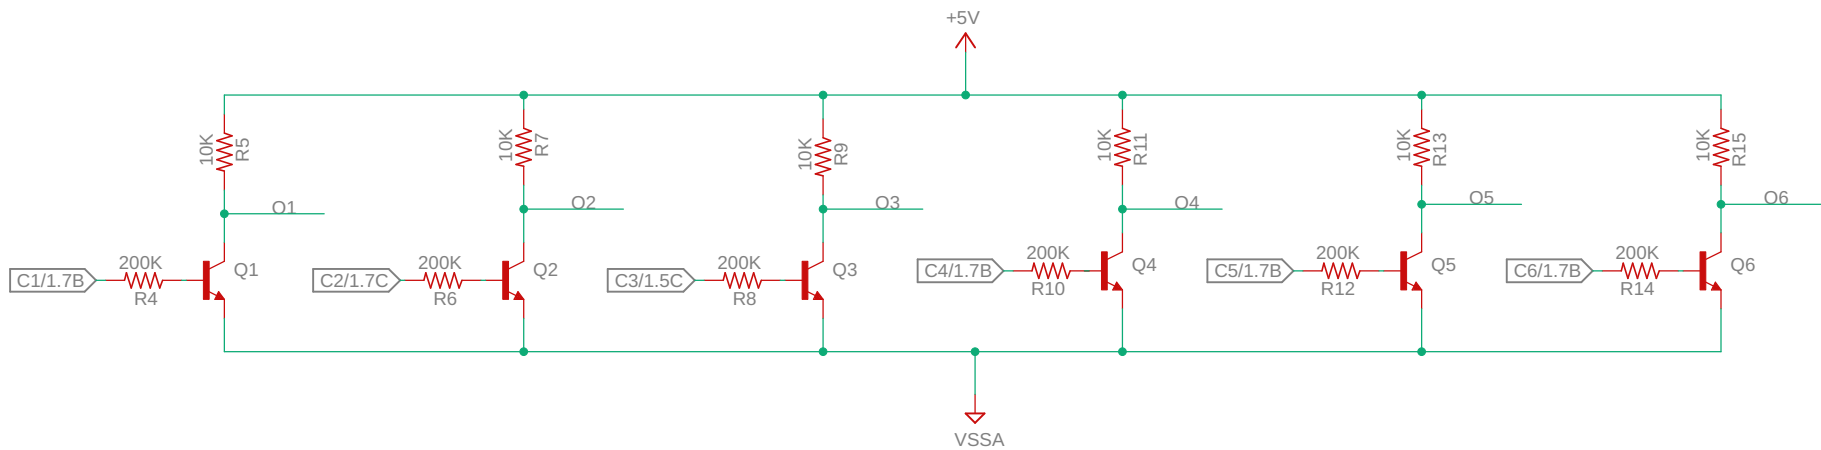 +5V
10K
R5
10K
R7
10K
R9
10K
R11
10K
R13
10K
R15
O1
O2
O3
O4
O5
O6
C1/1.7B
200K
R4
Q1
C2/1.7C
200K
R6
Q2
C3/1.5C
200K
R8
Q3
C4/1.7B
200K
R10
Q4
C5/1.7B
200K
R12
Q5
C6/1.7B
200K
R14
Q6
VSSA